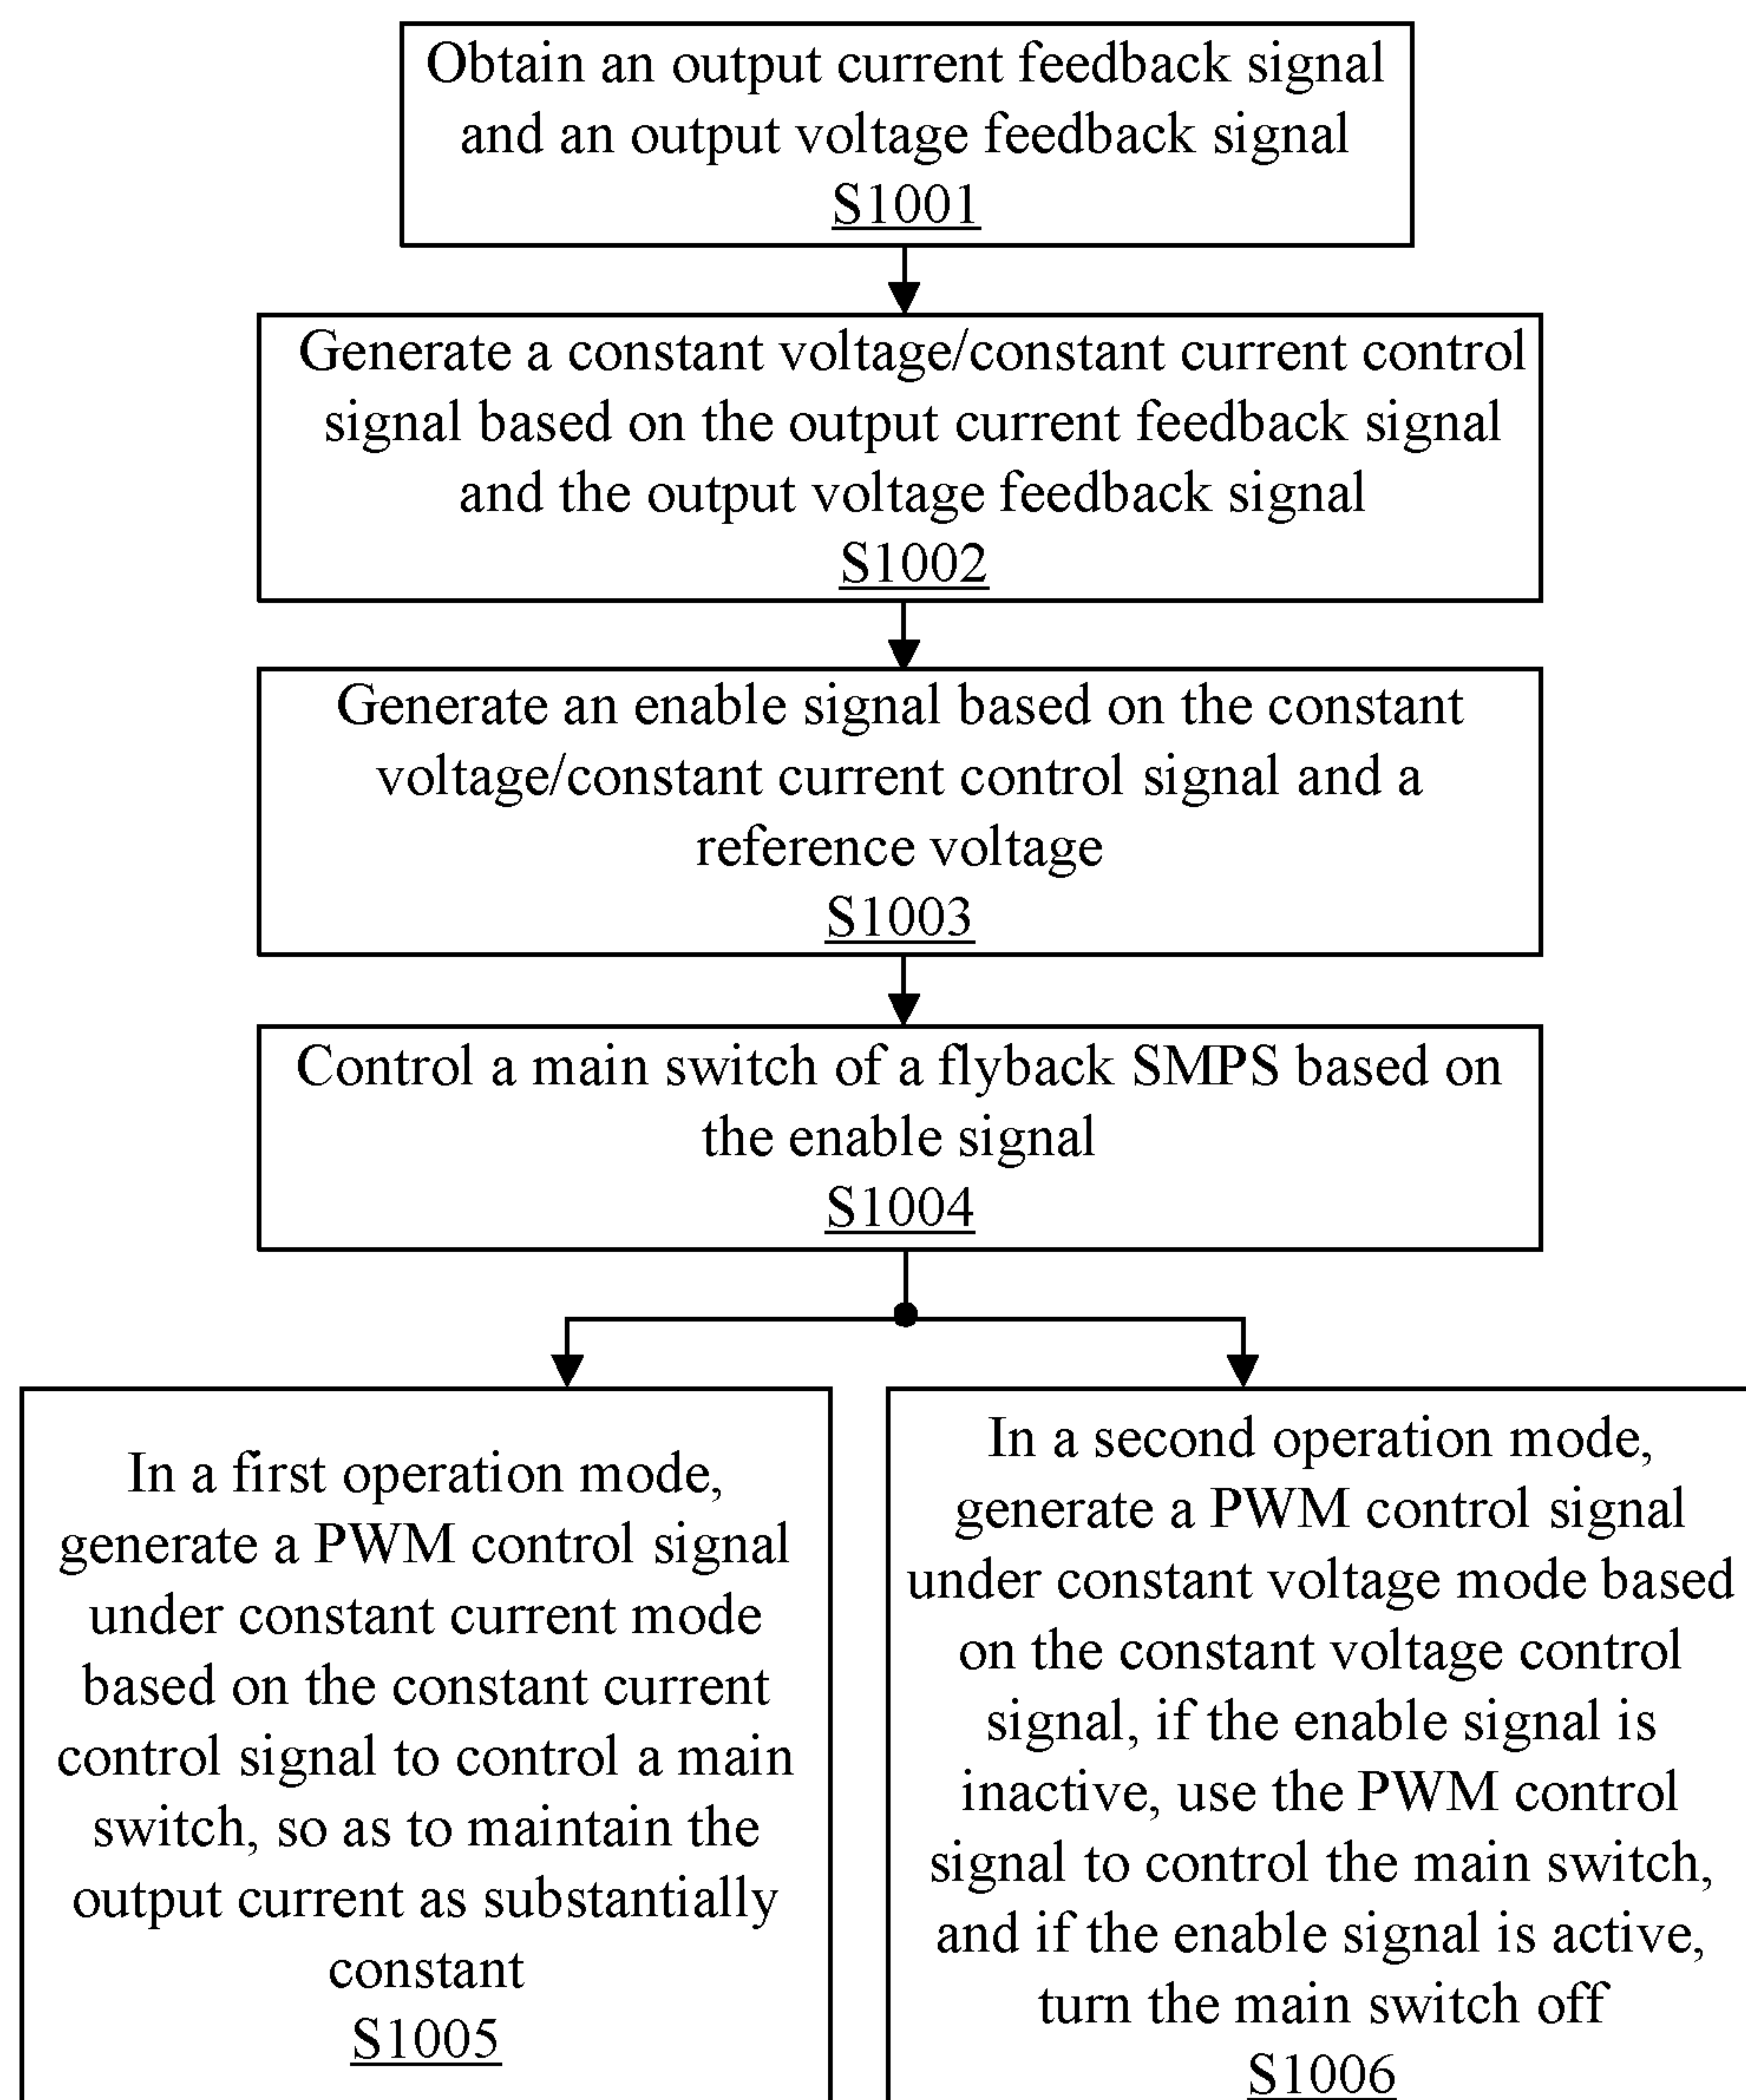 Obtain an output current feedback signal
and an output voltage feedback signal
S1001
Generate a constant voltage/constant current control
signal based on the output current feedback signal
and the output voltage feedback signal
S1002
Generate an enable signal based on the constant
voltage/constant current control signal and a
reference voltage
S1003
Control a main switch of a flyback SMPS based on
the enable signal
S1004
In a first operation mode,
generate a PWM control signal
under constant current mode
based on the constant current
control signal to control a main
switch, so as to maintain the
output current as substantially
constant
S1005
In a second operation mode,
generate a PWM control signal
under constant voltage mode based
on the constant voltage control
signal, if the enable signal is
inactive, use the PWM control
signal to control the main switch,
and if the enable signal is active,
turn the main switch off
S1006